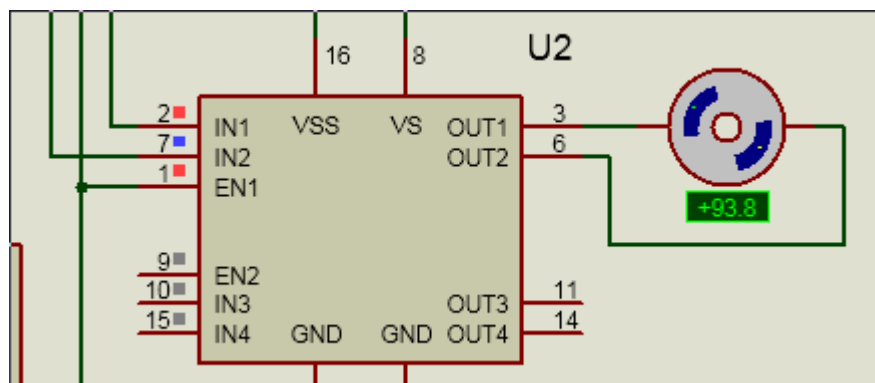 U2
16 8
2 IN1 VSS VS OUT1 3
7 IN2 OUT2 6
1 EN1
+93.8
9 EN2
10 IN3 OUT3 11
15 IN4 GND GND OUT4 14